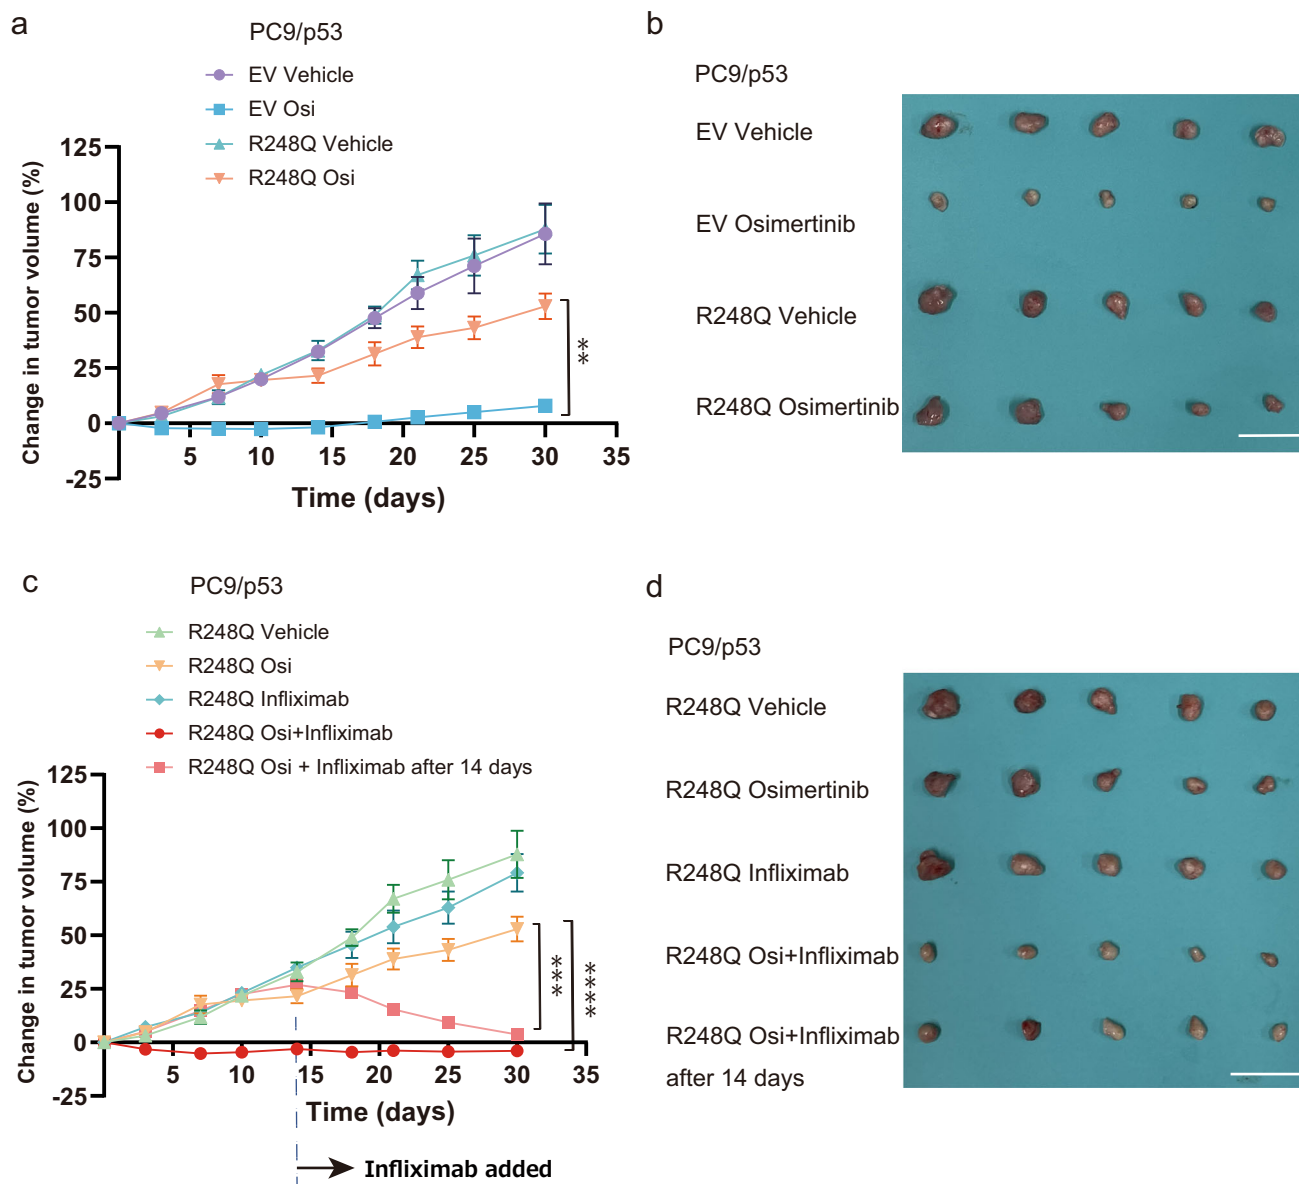 a
PC9/p53
EV Vehicle
EV Osi
R248Q Vehicle
R248Q Osi
Change in tumor volume (%)
125
100
75
50
25
0
-25
5 10 15 20 25 30 35
Time (days)
**
b
PC9/p53
EV Vehicle
EV Osimertinib
R248Q Vehicle
R248Q Osimertinib
c
PC9/p53
R248Q Vehicle
R248Q Osi
R248Q Infliximab
R248Q Osi+Infliximab
R248Q Osi + Infliximab after 14 days
Change in tumor volume (%)
125
100
75
50
25
0
-25
5 10 15 20 25 30 35
Time (days)
***
****
Infliximab added
d
PC9/p53
R248Q Vehicle
R248Q Osimertinib
R248Q Infliximab
R248Q Osi+Infliximab
R248Q Osi+Infliximab
after 14 days